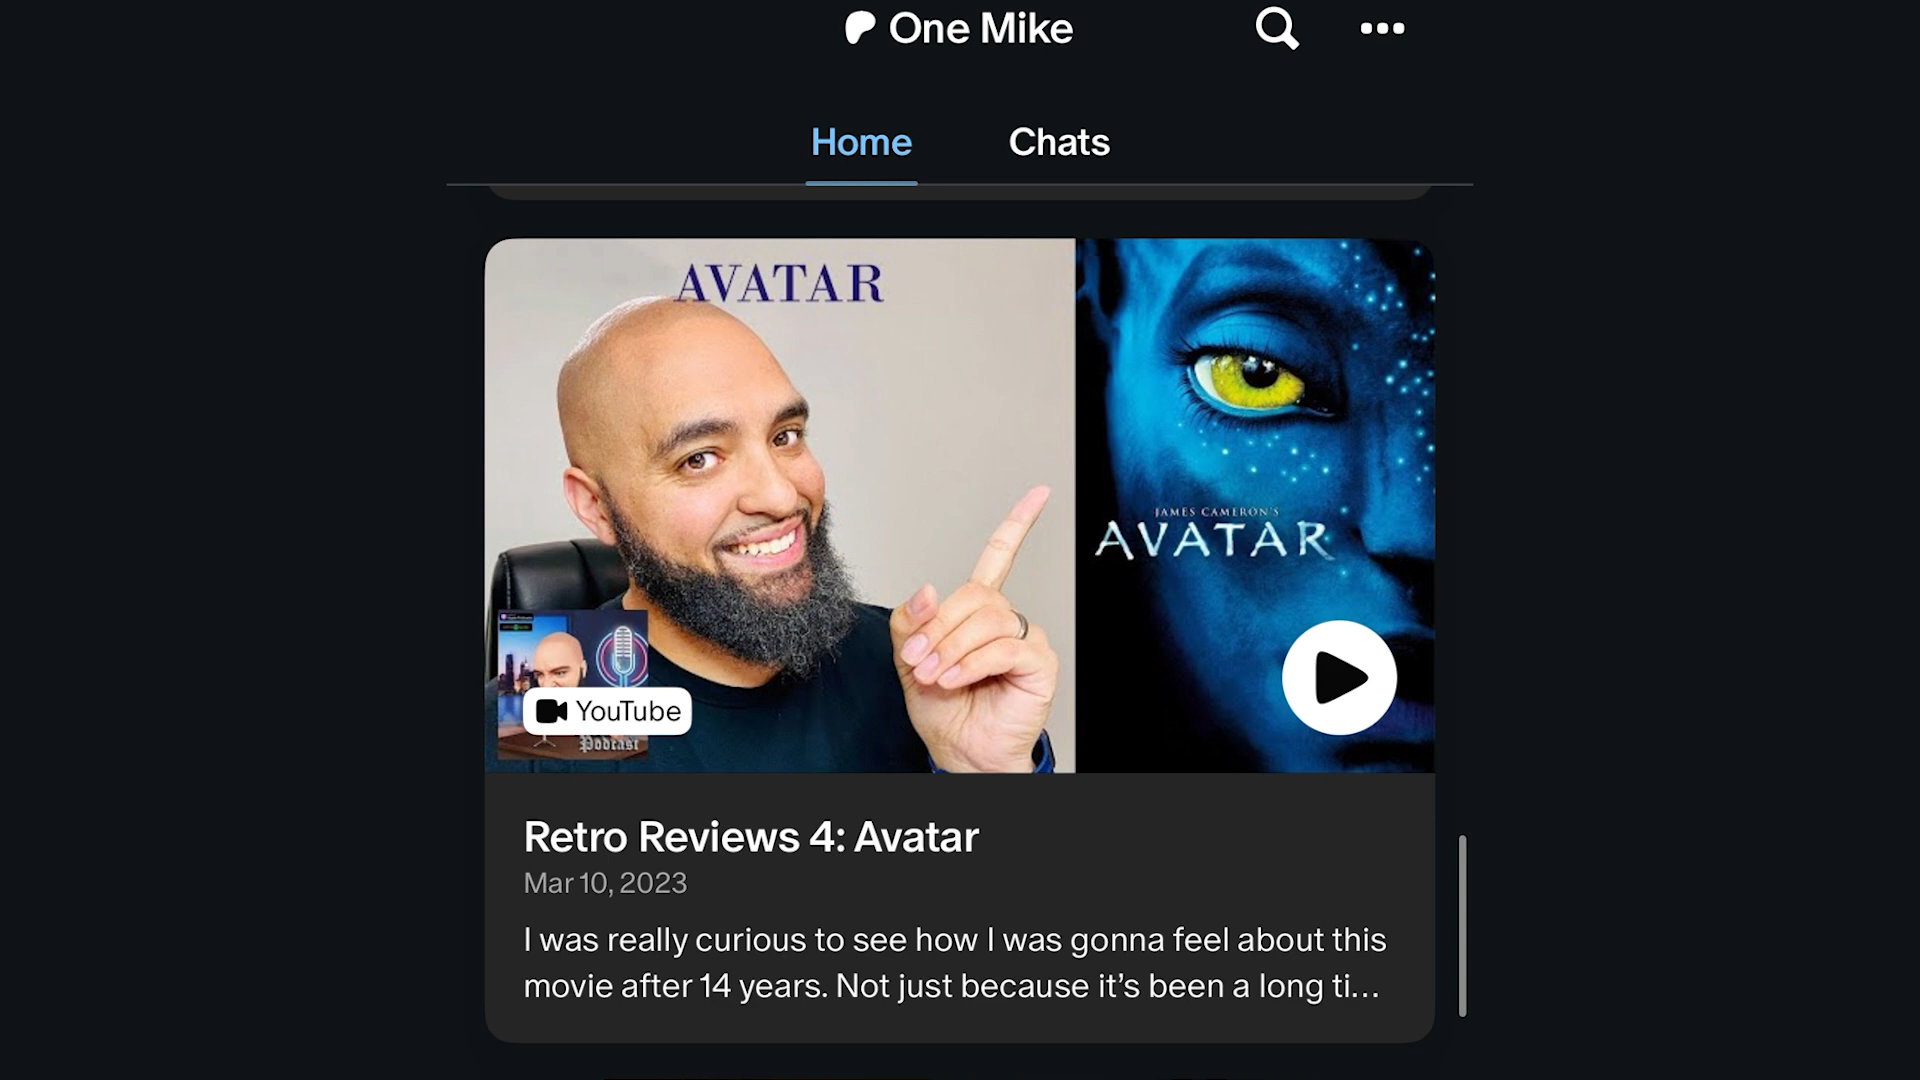 One Mike
Home
Chats
AVATAR
JAMES CAMERON'S
AVATAR
YouTube
Podcast
Retro Reviews 4: Avatar
Mar 10, 2023
I was really curious to see how I was gonna feel about this
movie after 14 years. Not just because it’s been a long ti...